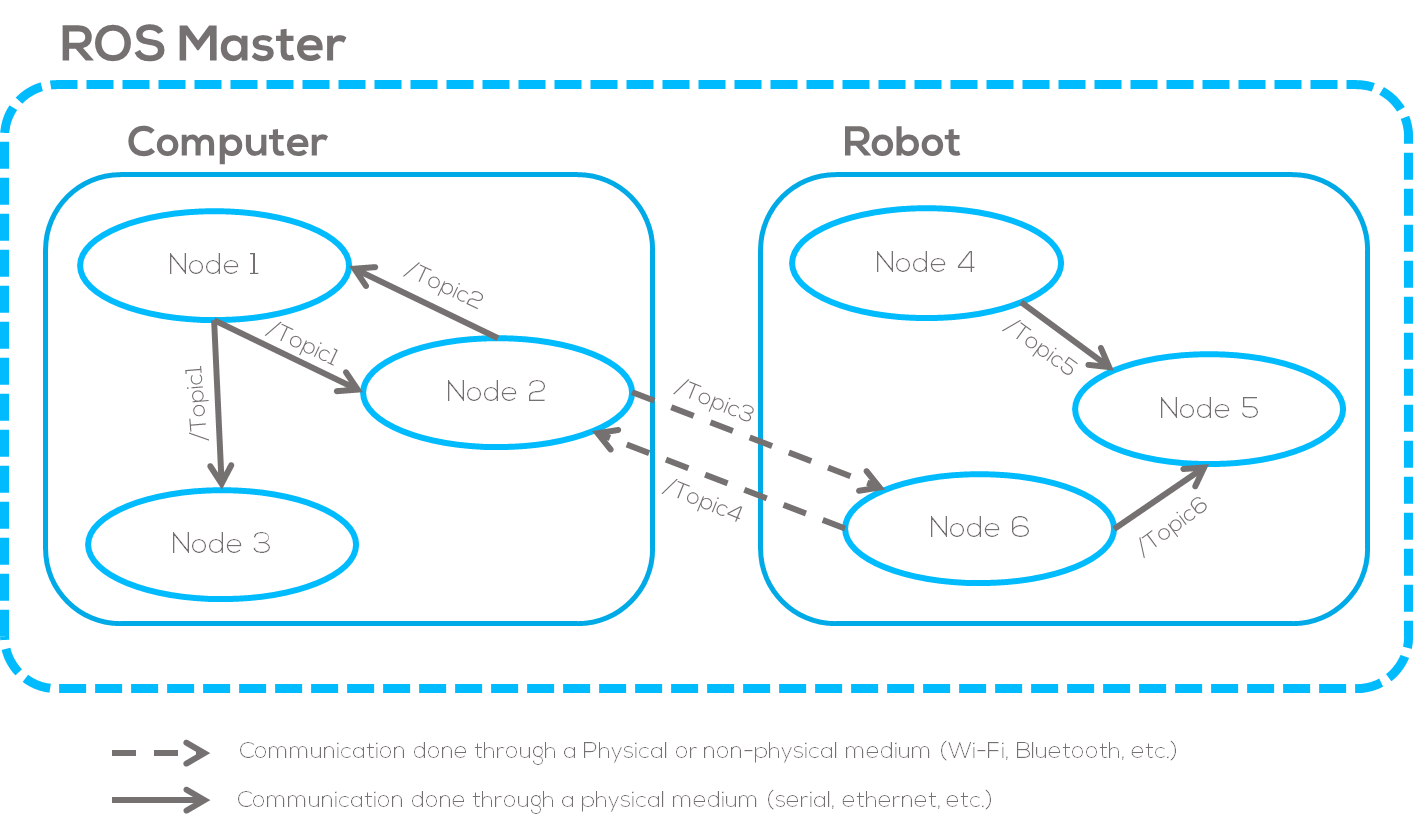 ROS Master
Computer
Robot
Node 1
/Topic2
/Topic1
/Topic1
Node 2
Node 3
/Topic3
/Topic4
Node 4
/Topic5
Node 5
Node 6
/Topic6
Communication done through a Physical or non-physical medium (Wi-Fi, Bluetooth, etc.)
Communication done through a physical medium (serial, ethernet, etc.)